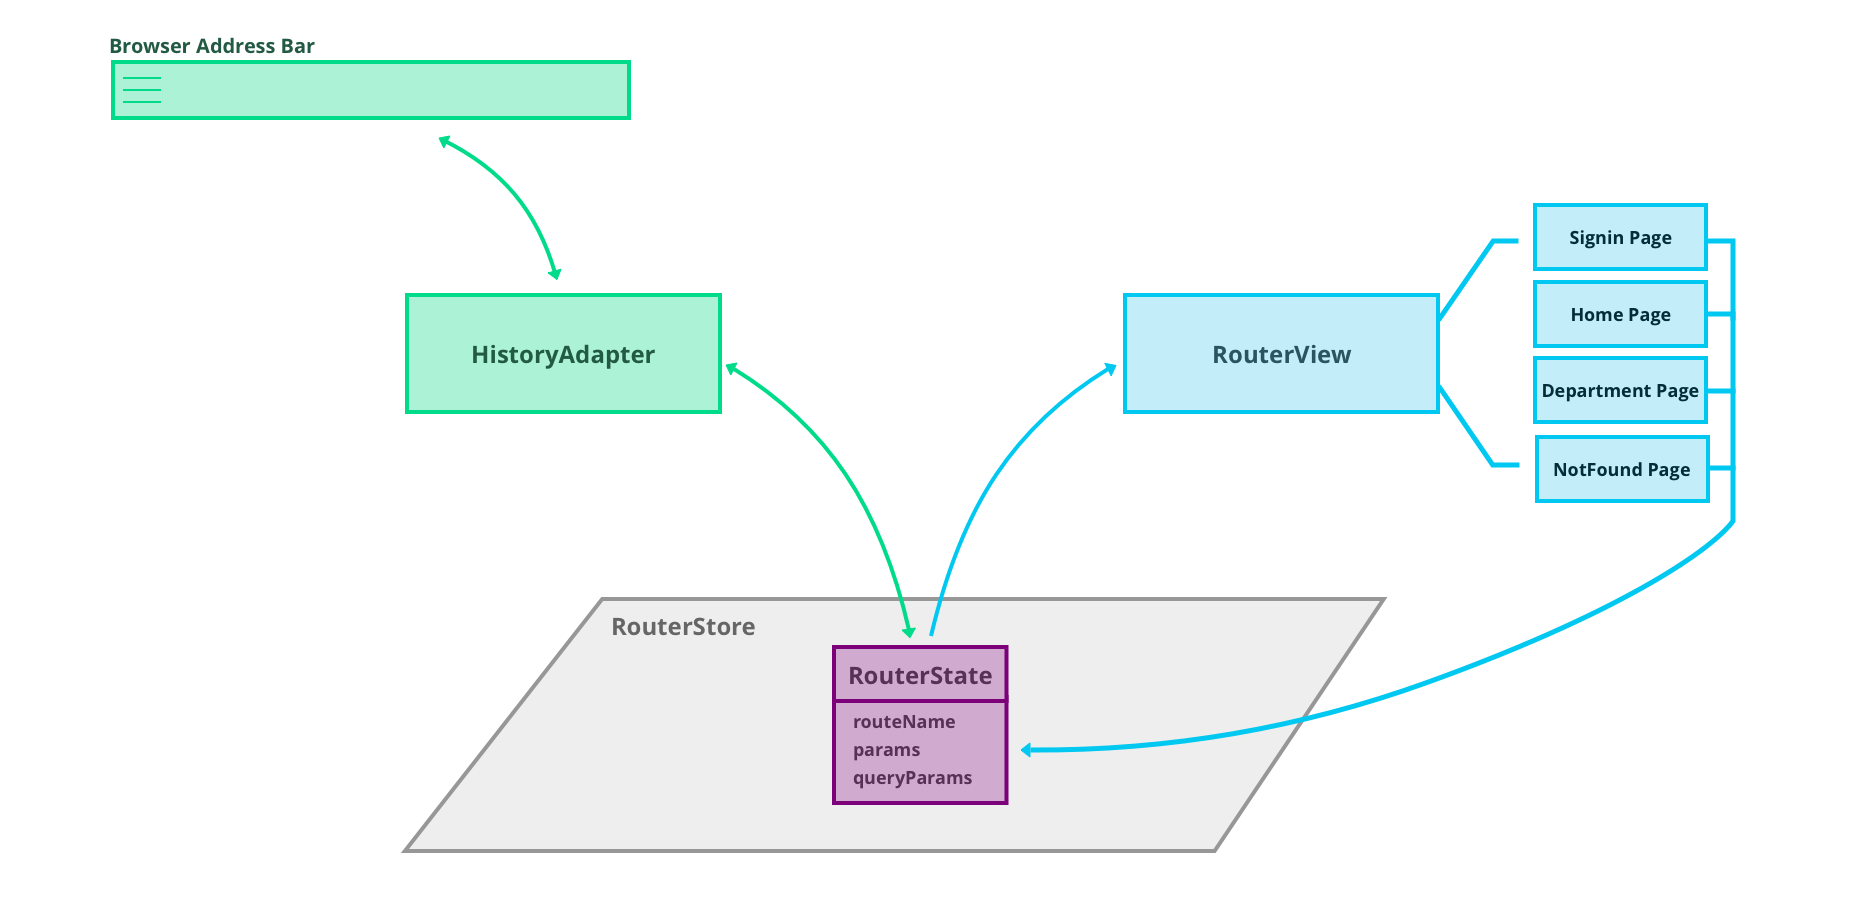 Browser Address Bar
HistoryAdapter
RouterView
Signin Page
Home Page
Department Page
NotFound Page
RouterStore
RouterState
routeName
params
queryParams